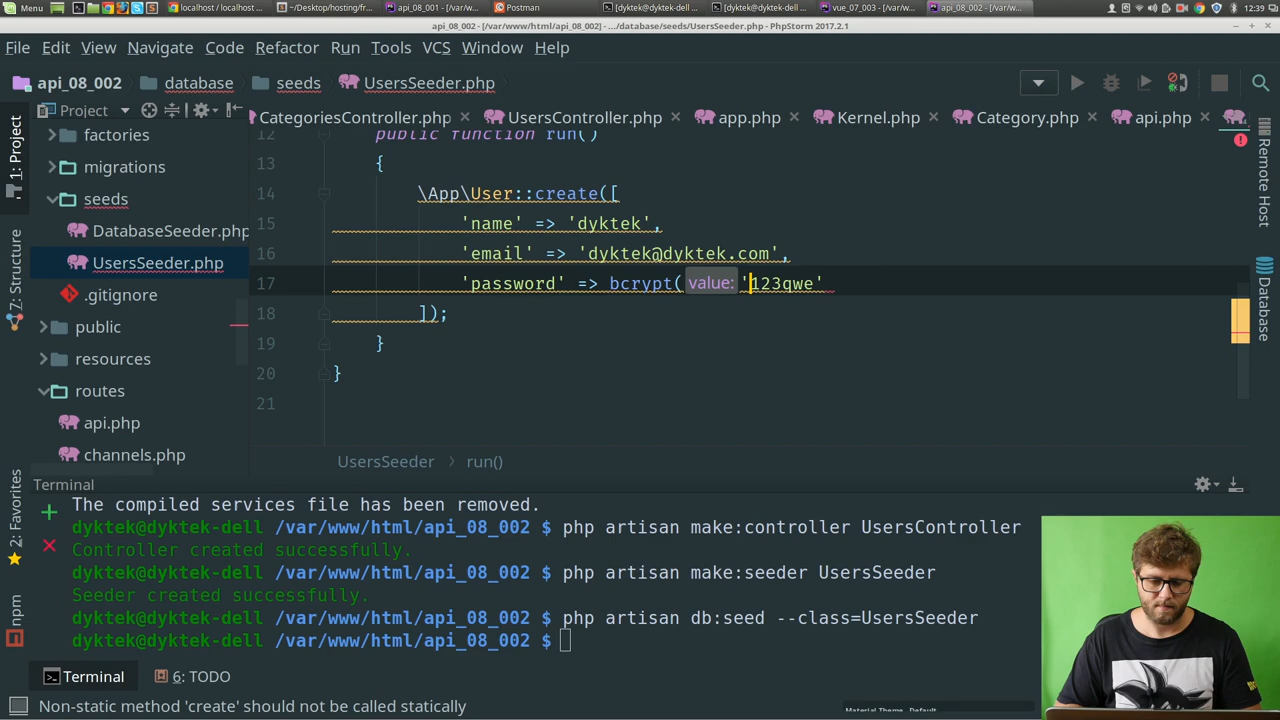 Menu localhost / localhost ... ~/Desktop/hosting/fr... api_08_001 - [/var/w... Postman [dyktek@dyktek-dell ... [dyktek@dyktek-dell ... vue_07_003 - [/var/w... api_08_002 - [/var/w... 12:39
api_08_002 - [/var/www/html/api_08_002] - .../database/seeds/UsersSeeder.php - PhpStorm 2017.2.1
File Edit View Navigate Code Refactor Run Tools VCS Window Help
api_08_002 database seeds UsersSeeder.php
Project
CategoriesController.php UsersController.php app.php Kernel.php Category.php api.php
1: Project
7: Structure
2: Favorites
npm
factories
migrations
seeds
DatabaseSeeder.php
UsersSeeder.php
.gitignore
public
resources
routes
api.php
channels.php
12 public function run()
13 {
14 \App\User::create([
15 'name' => 'dyktek',
16 'email' => 'dyktek@dyktek.com',
17 'password' => bcrypt( value: '123qwe'
18 ]);
19 }
20 }
21
UsersSeeder run()
Remote Host
Database
Terminal
The compiled services file has been removed.
dyktek@dyktek-dell /var/www/html/api_08_002 $ php artisan make:controller UsersController
Controller created successfully.
dyktek@dyktek-dell /var/www/html/api_08_002 $ php artisan make:seeder UsersSeeder
Seeder created successfully.
dyktek@dyktek-dell /var/www/html/api_08_002 $ php artisan db:seed --class=UsersSeeder
dyktek@dyktek-dell /var/www/html/api_08_002 $
Terminal 6: TODO
Non-static method 'create' should not be called statically
Material Theme - Default